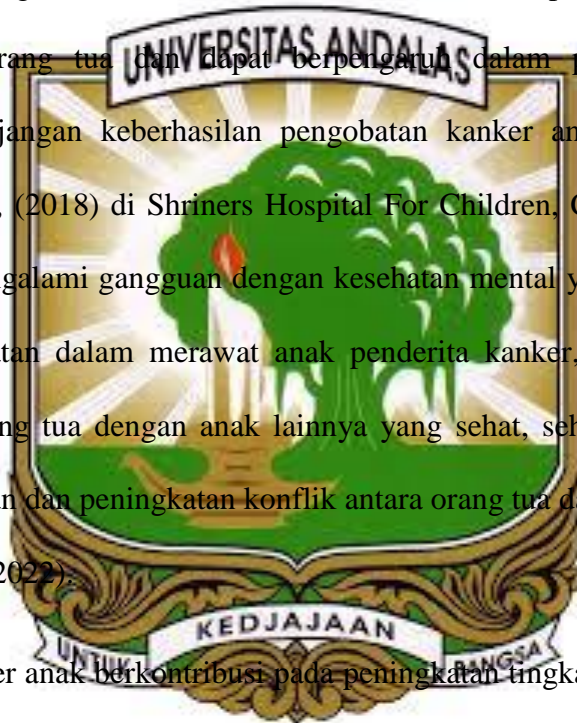 UNIVERSITAS ANDALAS
rang tua dan dapat berpengaruh dalam p
jangan keberhasilan pengobatan kanker an
, (2018) di Shriners Hospital For Children, C
galami gangguan dengan kesehatan mental y
tan dalam merawat anak penderita kanker,
ng tua dengan anak lainnya yang sehat, seh
n dan peningkatan konflik antara orang tua da
2022).
KEDJAJAAN
UNTUK BANGSA
er anak berkontribusi pada peningkatan tingka